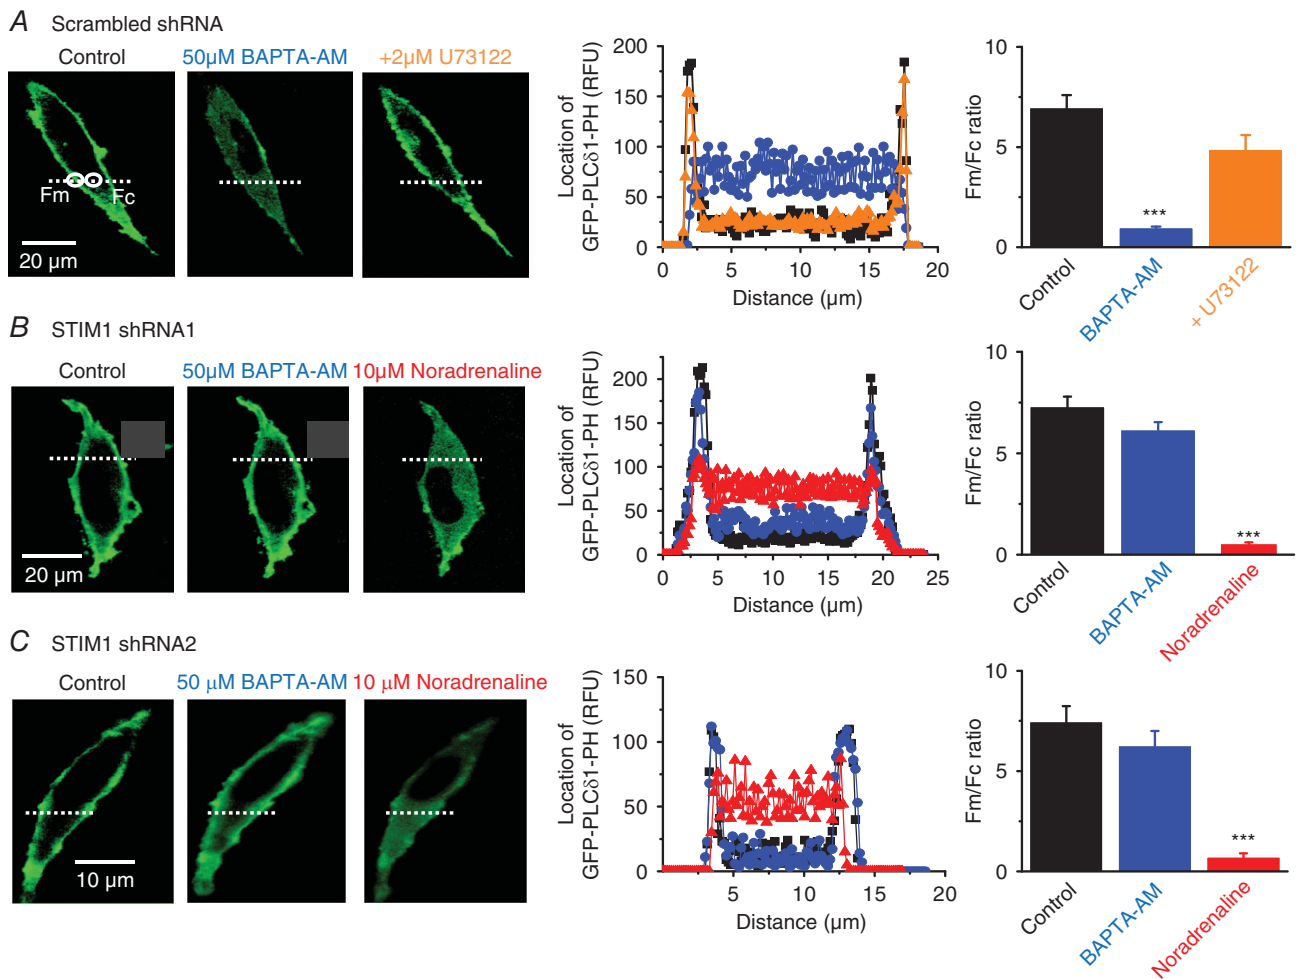 A Scrambled shRNA
Control 50µM BAPTA-AM +2µM U73122
Fm Fc
20 µm
Location of
GFP-PLCδ1-PH (RFU)
200
150
100
50
0
0 5 10 15 20
Distance (µm)
Fm/Fc ratio
10
5
0
***
Control BAPTA-AM + U73122
B STIM1 shRNA1
Control 50µM BAPTA-AM 10µM Noradrenaline
20 µm
Location of
GFP-PLCδ1-PH (RFU)
200
150
100
50
0
0 5 10 15 20 25
Distance (µm)
Fm/Fc ratio
10
5
0
***
Control BAPTA-AM Noradrenaline
C STIM1 shRNA2
Control 50 µM BAPTA-AM 10 µM Noradrenaline
10 µm
Location of
GFP-PLCδ1-PH (RFU)
150
100
50
0
5 10 15 20
Distance (µm)
Fm/Fc ratio
10
5
0
***
Control BAPTA-AM Noradrenaline